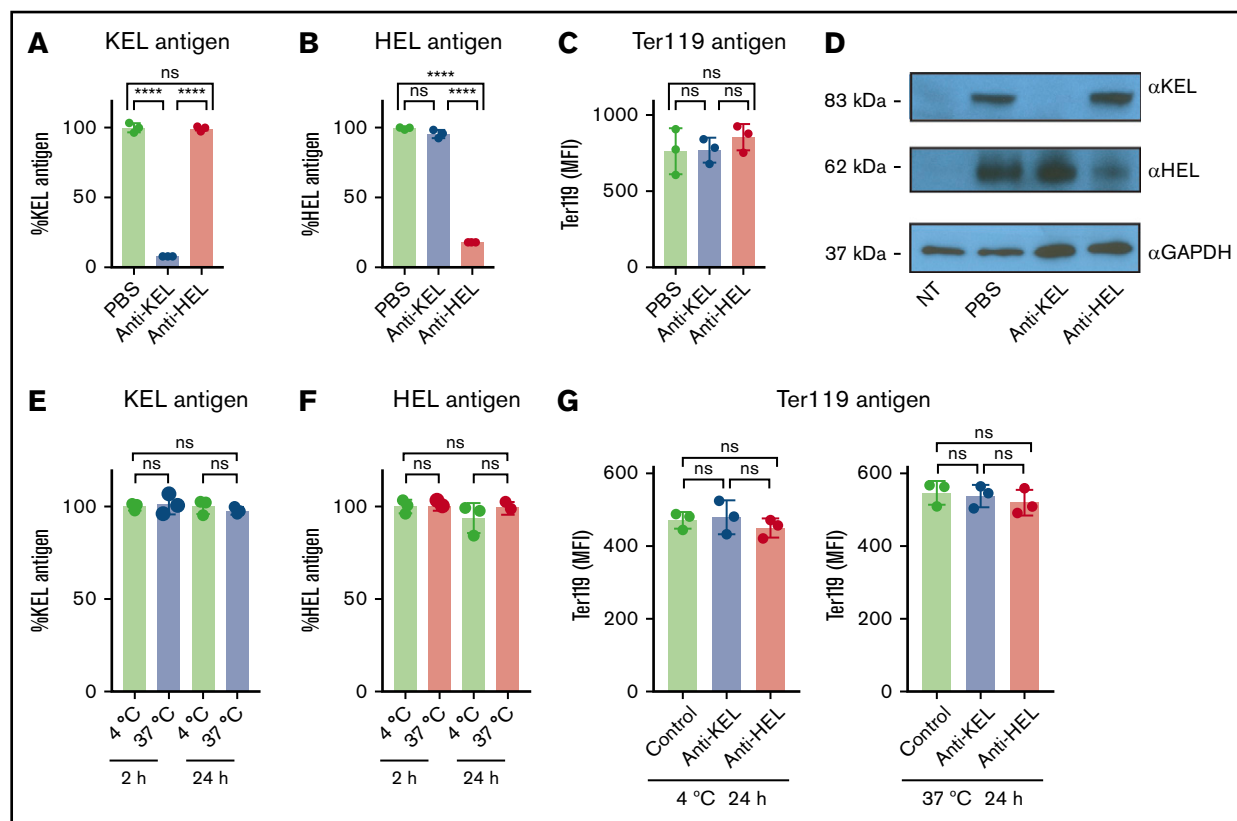 A KEL antigen
ns
**** ****
%KEL antigen
100
50
0
PBS
Anti-KEL
Anti-HEL
B HEL antigen
****
ns ****
%HEL antigen
100
50
0
PBS
Anti-KEL
Anti-HEL
C Ter119 antigen
ns
ns ns
Ter119 (MFI)
1000
500
0
PBS
Anti-KEL
Anti-HEL
D
83 kDa - αKEL
62 kDa - αHEL
37 kDa - αGAPDH
NT
PBS
Anti-KEL
Anti-HEL
E KEL antigen
ns
ns ns
%KEL antigen
100
50
0
4 °C
37 °C
4 °C
37 °C
2 h 24 h
F HEL antigen
ns
ns ns
%HEL antigen
100
50
0
4 °C
37 °C
4 °C
37 °C
2 h 24 h
G Ter119 antigen
ns
ns ns
Ter119 (MFI)
600
400
200
0
Control
Anti-KEL
Anti-HEL
4 °C 24 h
ns
ns ns
Ter119 (MFI)
600
400
200
0
Control
Anti-KEL
Anti-HEL
37 °C 24 h